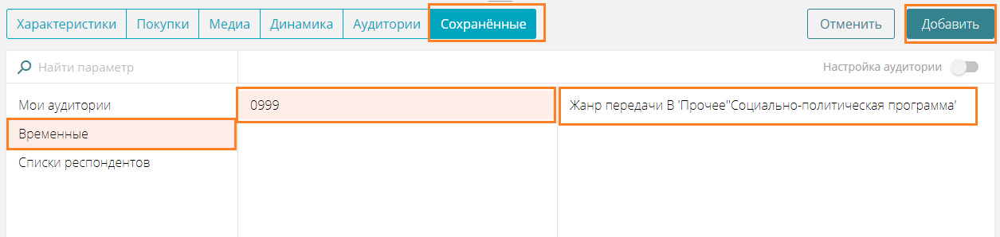 Характеристики Покупки Медиа Динамика Аудитории Сохранённые Отменить Добавить
Найти параметр Настройка аудитории
Мои аудитории 0999 Жанр передачи В 'Прочее''Социально-политическая программа'
Временные
Списки респондентов